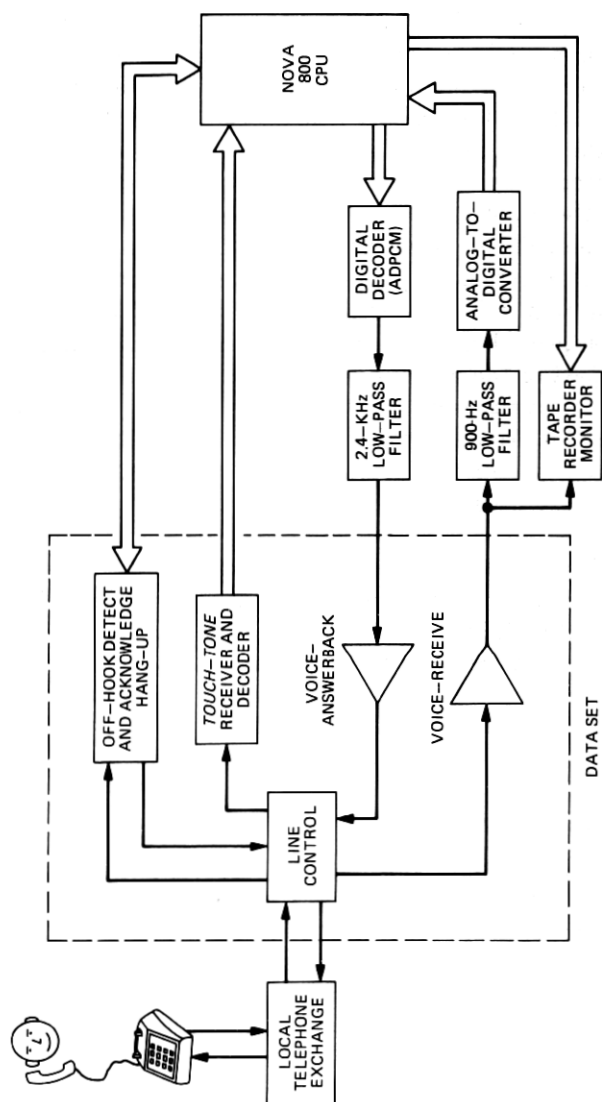 LOCAL
TELEPHONE
EXCHANGE
LINE
CONTROL
OFF-HOOK DETECT
AND ACKNOWLEDGE
HANG-UP
TOUCH-TONE
RECEIVER AND
DECODER
VOICE-
ANSWERBACK
VOICE-RECEIVE
DATA SET
2.4-KHz
LOW-PASS
FILTER
DIGITAL
DECODER
(ADPCM)
900-Hz
LOW-PASS
FILTER
ANALOG-TO-
DIGITAL
CONVERTER
TAPE
RECORDER
MONITOR
NOVA
800
CPU